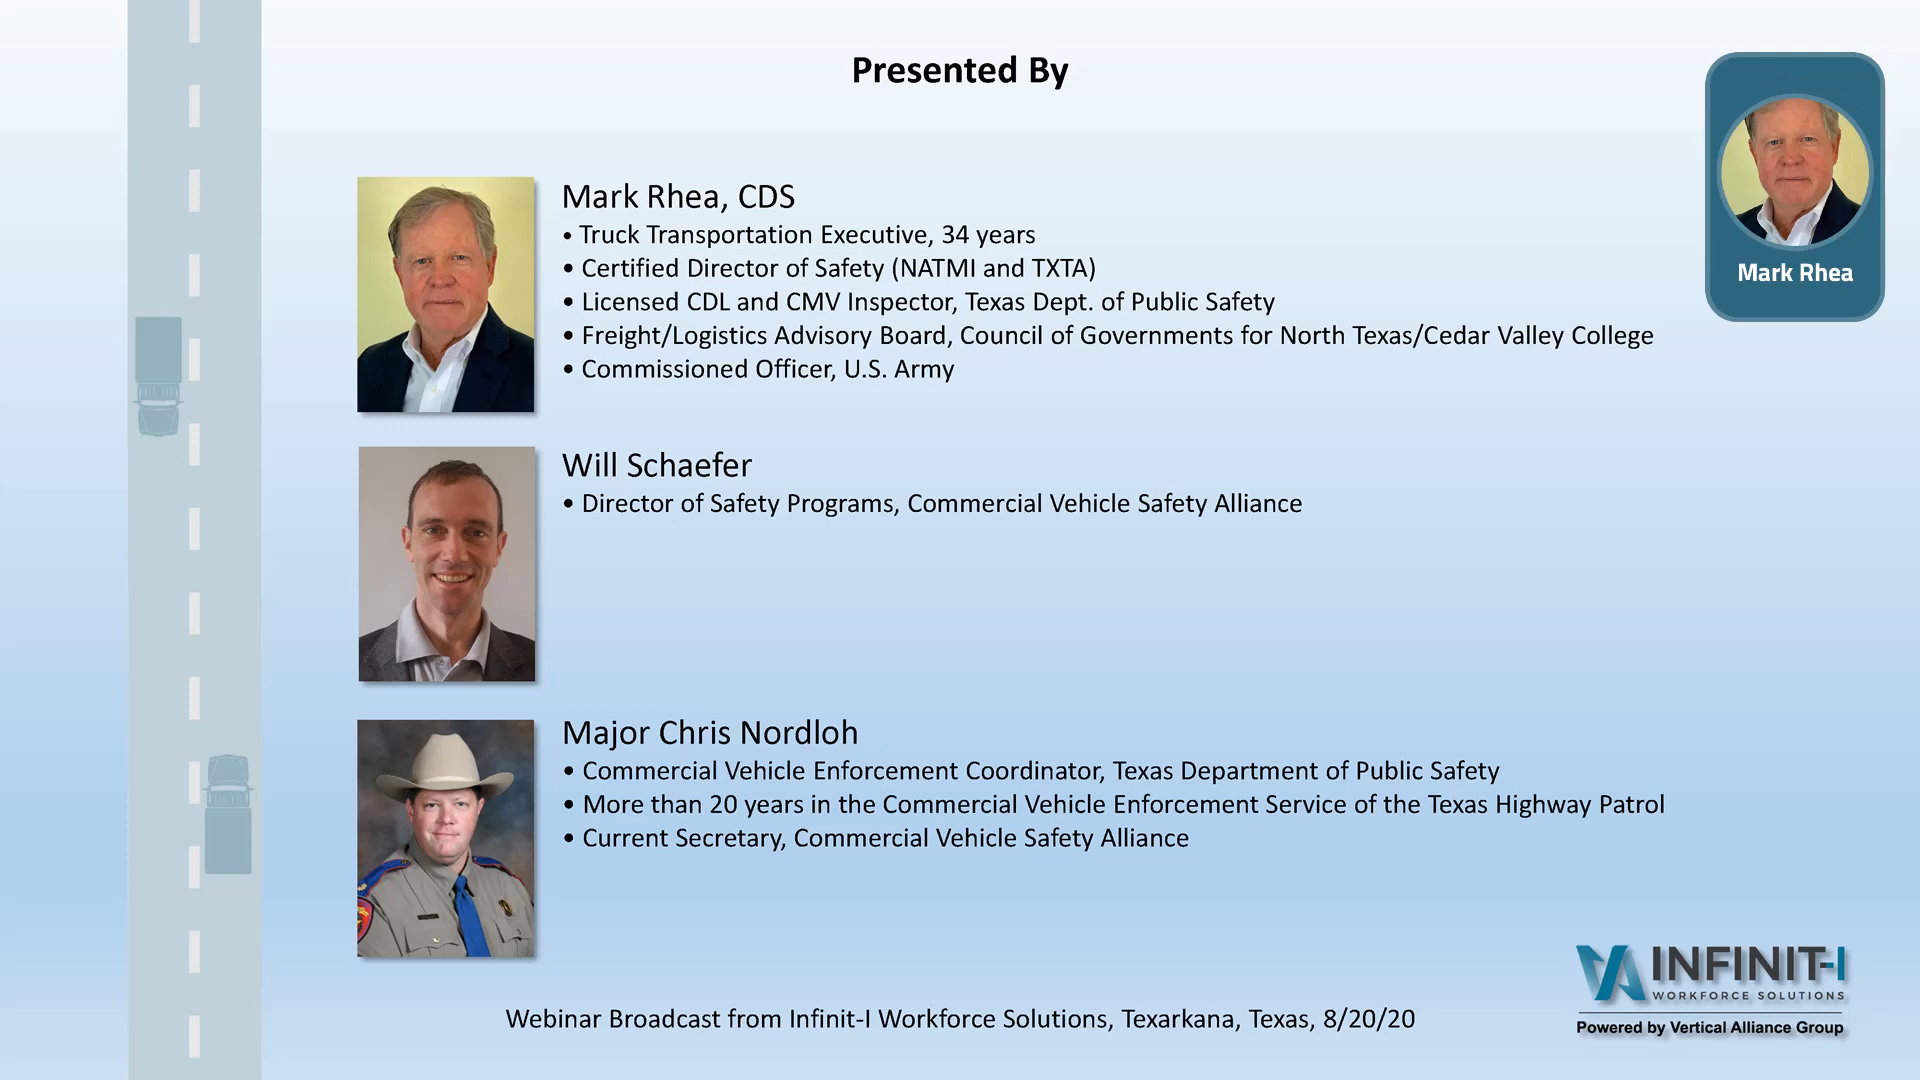 Presented By
Mark Rhea, CDS
• Truck Transportation Executive, 34 years
• Certified Director of Safety (NATMI and TXTA)
• Licensed CDL and CMV Inspector, Texas Dept. of Public Safety
• Freight/Logistics Advisory Board, Council of Governments for North Texas/Cedar Valley College
• Commissioned Officer, U.S. Army
Mark Rhea
Will Schaefer
• Director of Safety Programs, Commercial Vehicle Safety Alliance
Major Chris Nordloh
• Commercial Vehicle Enforcement Coordinator, Texas Department of Public Safety
• More than 20 years in the Commercial Vehicle Enforcement Service of the Texas Highway Patrol
• Current Secretary, Commercial Vehicle Safety Alliance
Webinar Broadcast from Infinit-I Workforce Solutions, Texarkana, Texas, 8/20/20
INFINIT-I
WORKFORCE SOLUTIONS
Powered by Vertical Alliance Group